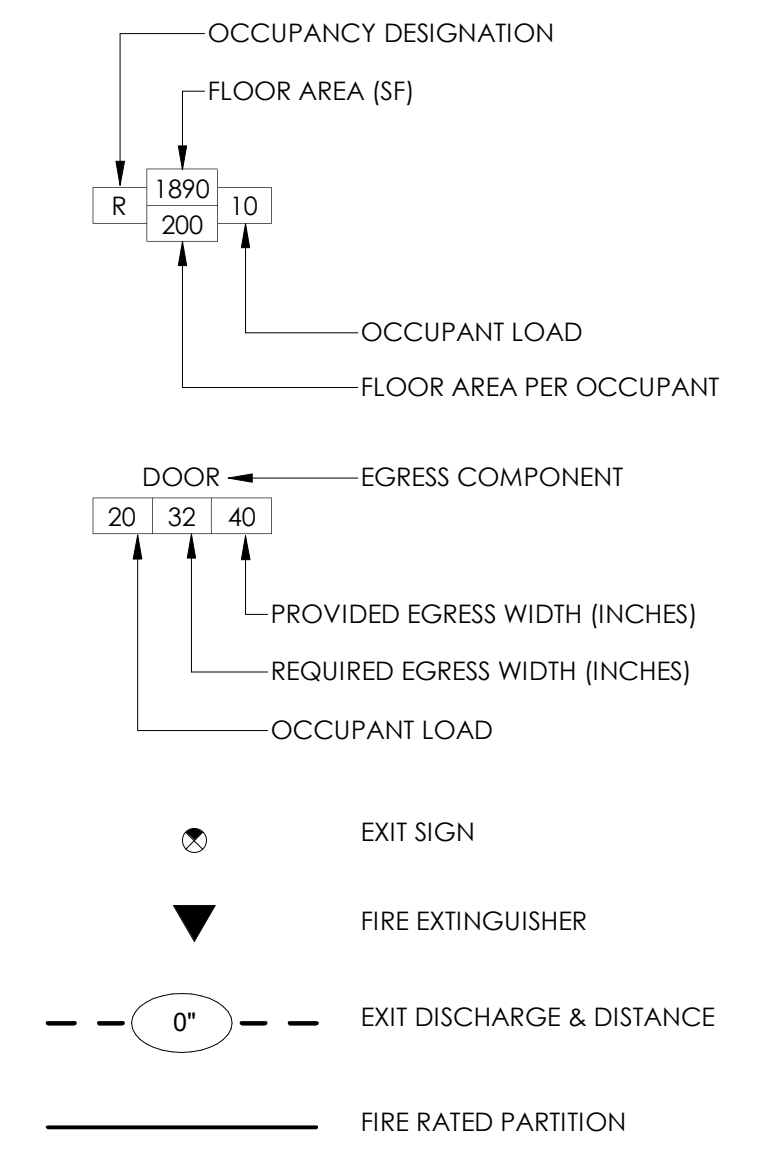 OCCUPANCY DESIGNATION
FLOOR AREA (SF)
1890
R
10
200
OCCUPANT LOAD
FLOOR AREA PER OCCUPANT
DOOR
EGRESS COMPONENT
20 32 40
PROVIDED EGRESS WIDTH (INCHES)
REQUIRED EGRESS WIDTH (INCHES)
OCCUPANT LOAD
EXIT SIGN
FIRE EXTINGUISHER
0"
EXIT DISCHARGE & DISTANCE
FIRE RATED PARTITION